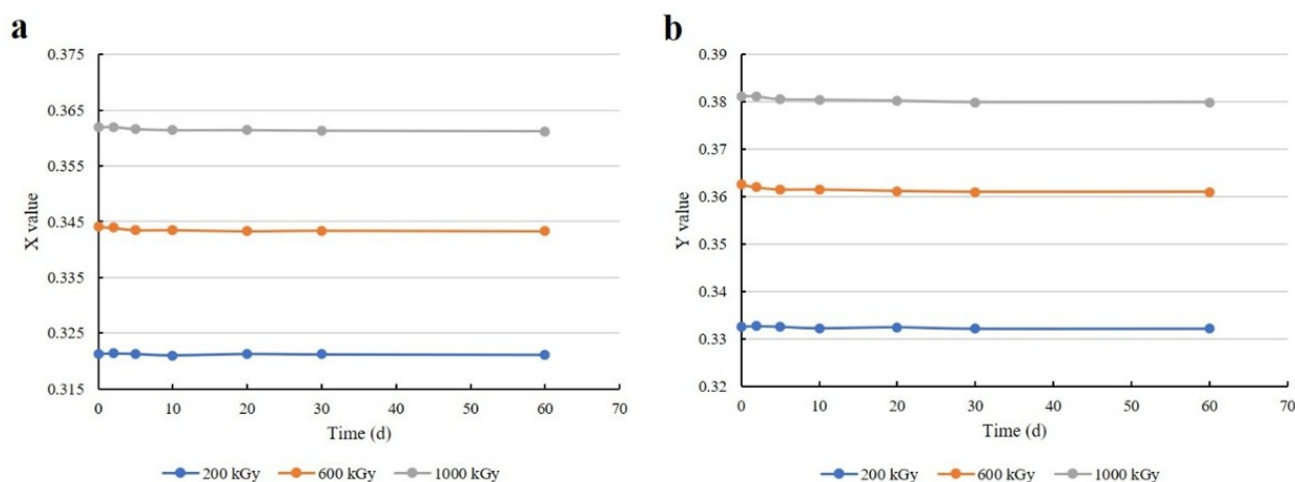 a
0.375
0.365
0.355
0.345
0.335
0.325
0.315
X value
0 10 20 30 40 50 60 70
Time (d)
200 kGy 600 kGy 1000 kGy
b
0.39
0.38
0.37
0.36
0.35
0.34
0.33
0.32
Y value
0 10 20 30 40 50 60 70
Time (d)
200 kGy 600 kGy 1000 kGy